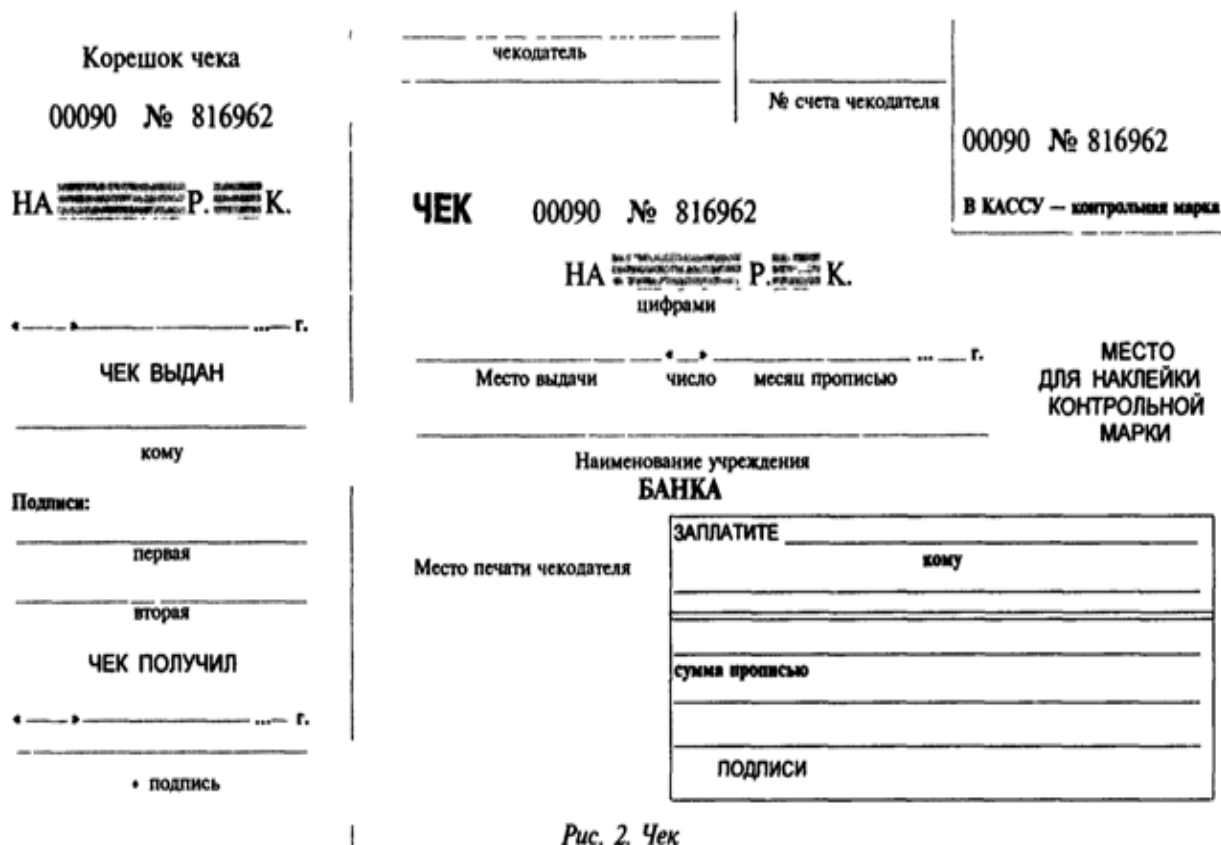 Корешок чека
00090 № 816962
НА Р. К.
« » ... г.
ЧЕК ВЫДАН
кому
Подписи:
первая
вторая
ЧЕК ПОЛУЧИЛ
« » ... г.
подпись
чекодатель
№ счета чекодателя
00090 № 816962
В КАССУ — контрольная марка
ЧЕК 00090 № 816962
НА Р. К.
цифрами
« » ... г.
Место выдачи число месяц прописью
МЕСТО
ДЛЯ НАКЛЕЙКИ
КОНТРОЛЬНОЙ
МАРКИ
Наименование учреждения
БАНКА
Место печати чекодателя
ЗАПЛАТИТЕ
кому
сумма прописью
ПОДПИСИ
Рис. 2. Чек